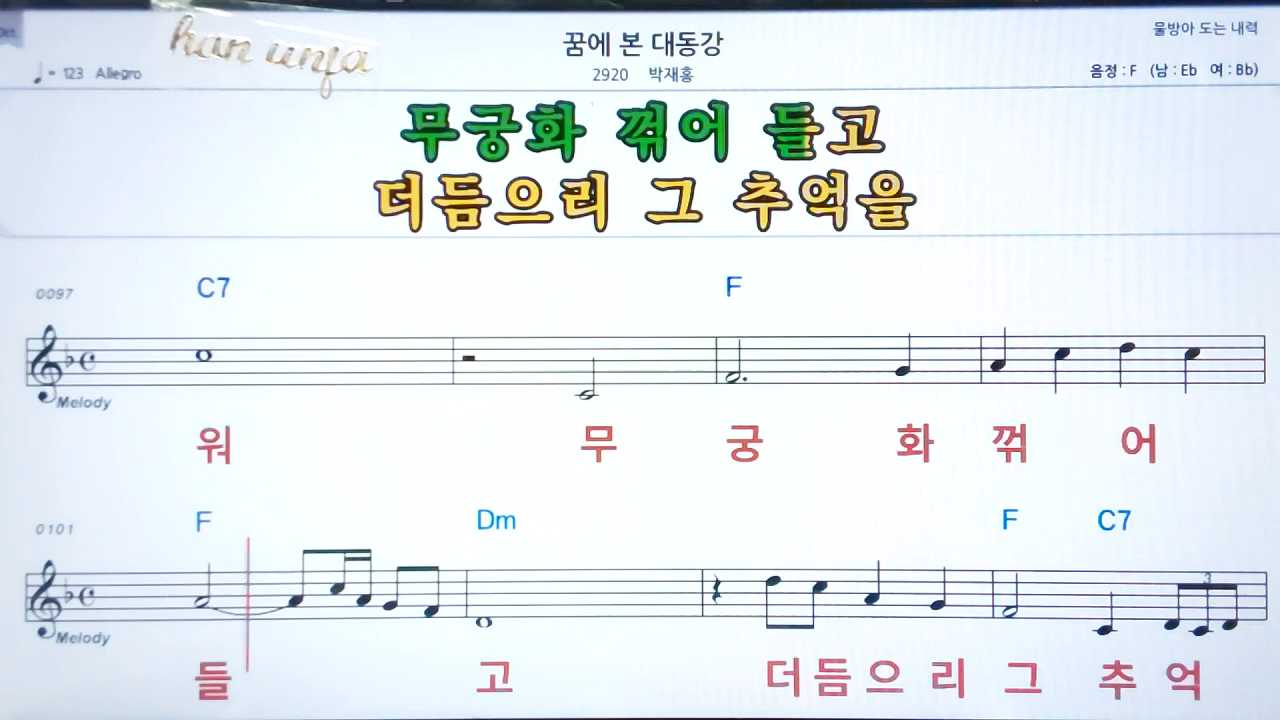 han unja
꿈에 본 대동강
물방아 도는 내력
♩ = 123 Allegro
2920 박재홍
음정 : F (남 : Eb 여 : Bb)
무궁화 꺾어 들고
더듬으리 그 추억을
0097 C7 F
Melody
워 무 궁 화 꺾 어
0101 F Dm F C7
3
Melody
들 고 더 듬 으 리 그 추 억